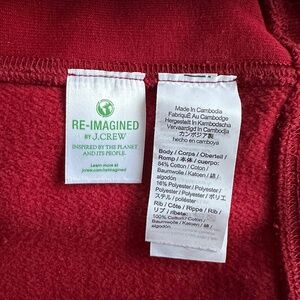 RE-IMAGINED
BY J.CREW
INSPIRED BY THE PLANET
AND ITS PEOPLE.
Learn more at
jcrew.com/reimagined
Made In Cambodia
FabriquÉ Au Cambodge
Hergestellt In Kambodscha
Vervaardigd In Cambodja
カンボジア製
hecho en camboya
Body / Corps / Oberteil /
Romp / 本体 / cuerpo:
84% Cotton / Coton /
Baumwolle / Katoen / 綿 /
algodón
16% Polyester / Polyester /
Polyester / Polyester / ポリエ
ステル / poliéster
Rib / Côte / Rippe / Rib / リ
ブ / ribete:
100% Cotton / Coton /
Baumwolle / Katoen / 綿 /
algodón